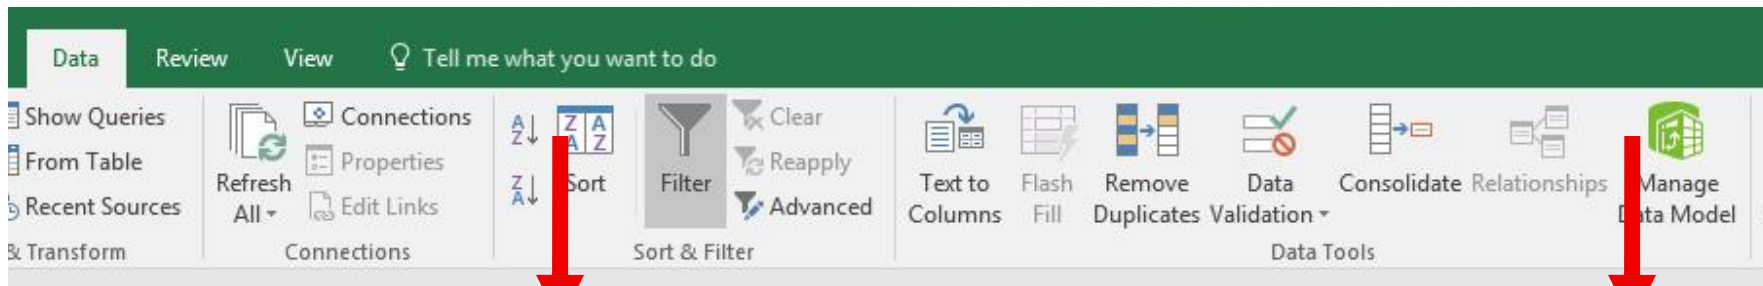 Data Review View Tell me what you want to do
Show Queries
From Table
Recent Sources
& Transform
Refresh
All
Connections
Properties
Edit Links
Connections
A
Z
Z
A
Z A
A Z
Sort
Filter
Clear
Reapply
Advanced
Sort & Filter
Text to
Columns
Flash
Fill
Remove
Duplicates
Data
Validation
Consolidate
Relationships
Manage
Data Model
Data Tools